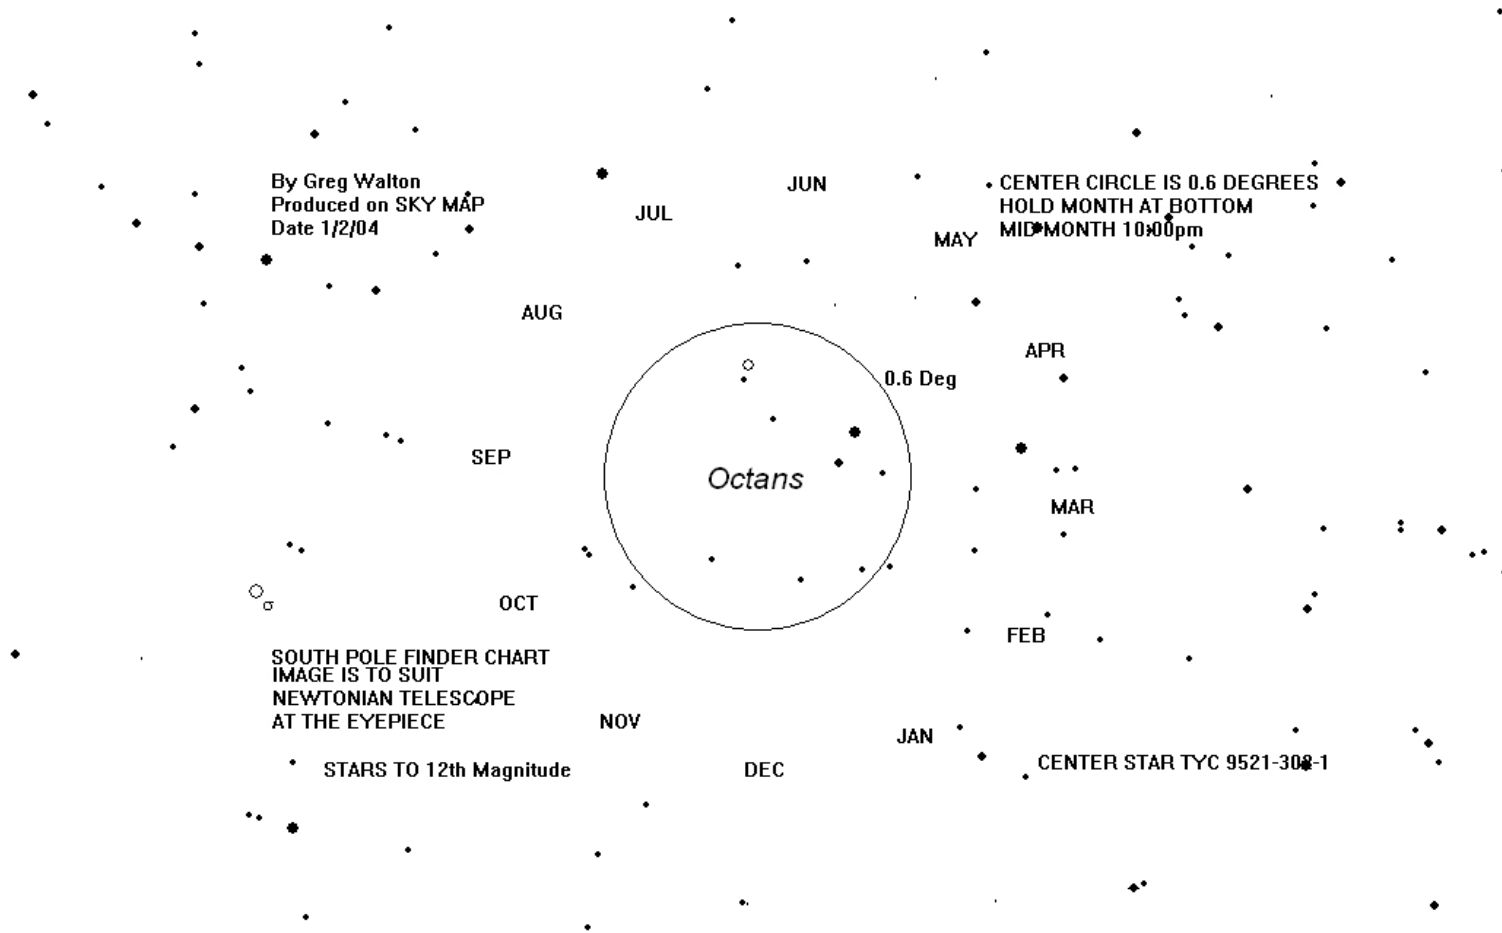 By Greg Walton
Produced on SKY MAP
Date 1/2/04
JUN
JUL
MAY
CENTER CIRCLE IS 0.6 DEGREES
HOLD MONTH AT BOTTOM
MID MONTH 10:00pm
AUG
APR
0.6 Deg
SEP
Octans
MAR
OCT
FEB
SOUTH POLE FINDER CHART
IMAGE IS TO SUIT
NEWTONIAN TELESCOPE
AT THE EYEPIECE
NOV
JAN
DEC
STARS TO 12th Magnitude
CENTER STAR TYC 9521-308-1
σ